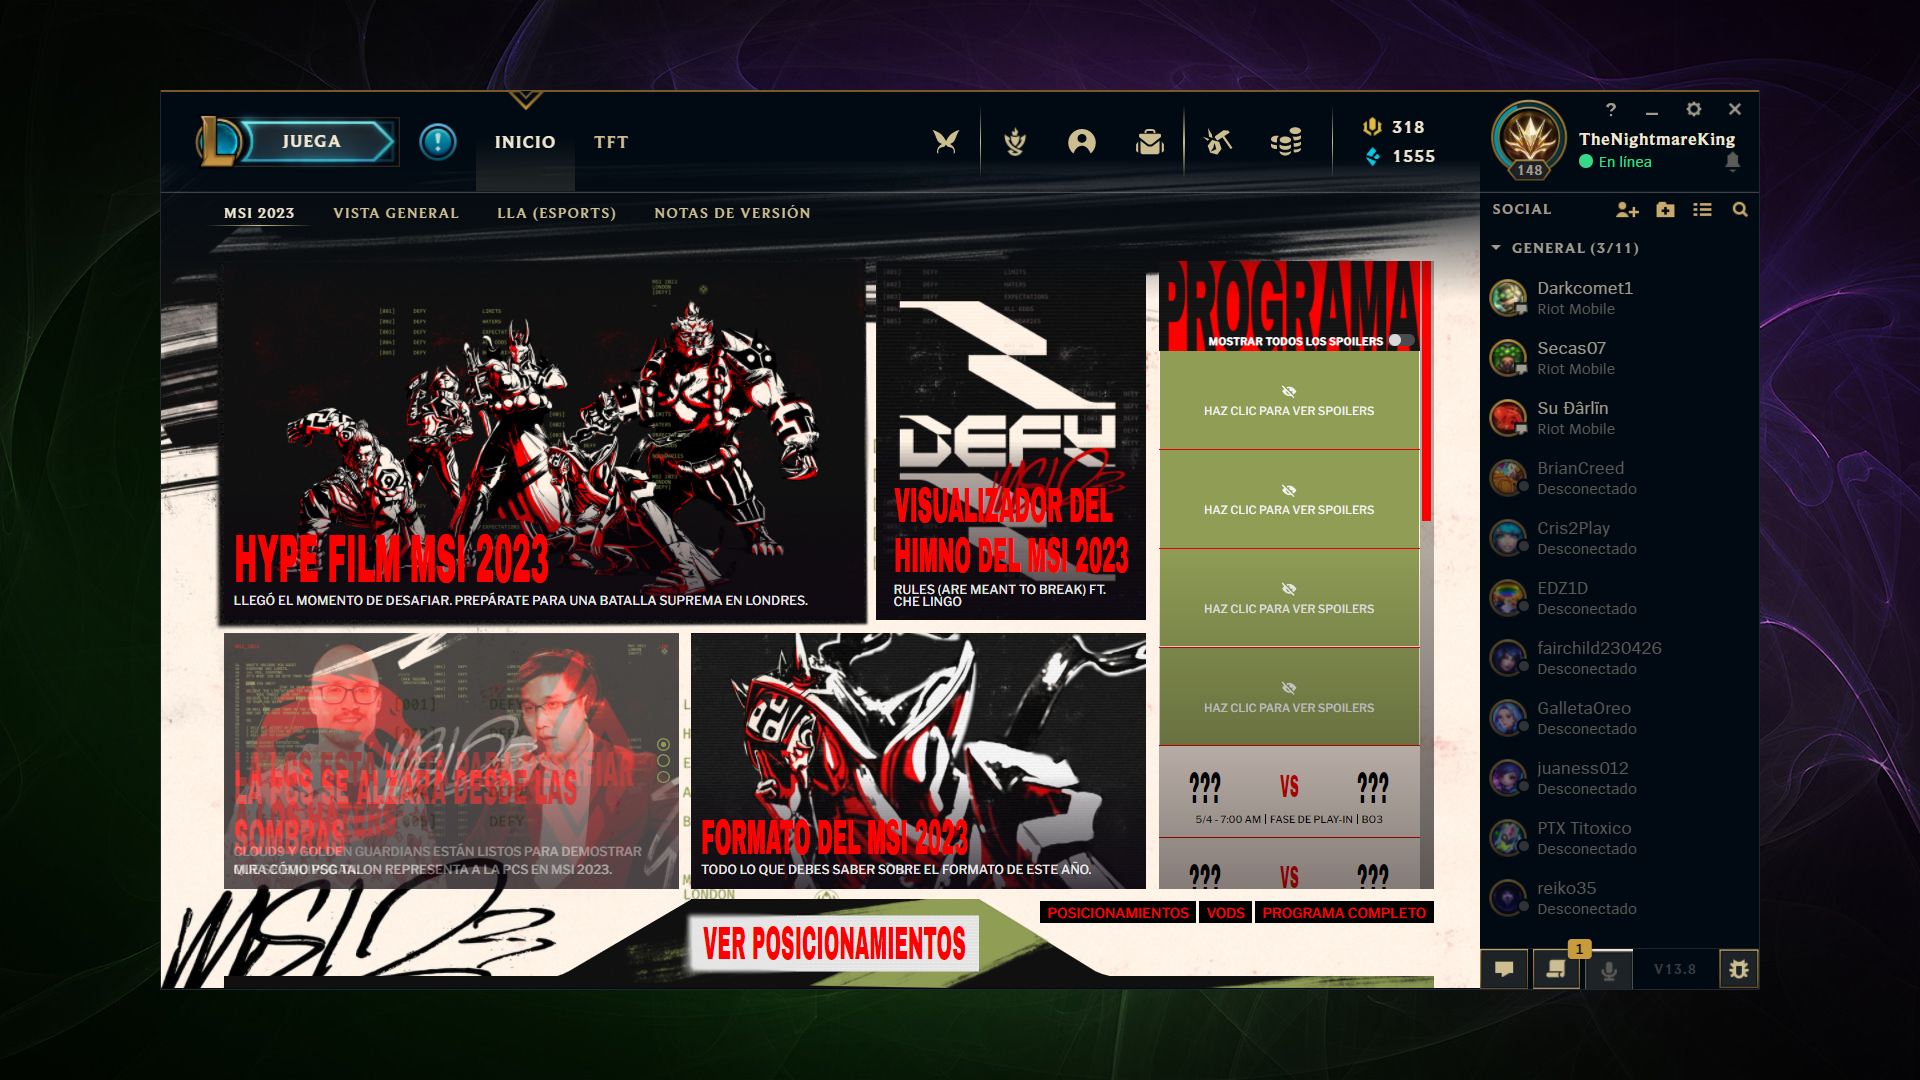 JUEGA
INICIO
TFT
318
1555
148
TheNightmareKing
En línea
MSI 2023
VISTA GENERAL
LLA (ESPORTS)
NOTAS DE VERSIÓN
HYPE FILM MSI 2023
LLEGÓ EL MOMENTO DE DESAFIAR. PREPÁRATE PARA UNA BATALLA SUPREMA EN LONDRES.
DEFY
VISUALIZADOR DEL
HIMNO DEL MSI 2023
RULES (ARE MEANT TO BREAK) FT.
CHE LINGO
PROGRAMA
MOSTRAR TODOS LOS SPOILERS
HAZ CLIC PARA VER SPOILERS
HAZ CLIC PARA VER SPOILERS
HAZ CLIC PARA VER SPOILERS
HAZ CLIC PARA VER SPOILERS
??? VS ???
5/4 - 7:00 AM | FASE DE PLAY-IN | BO3
??? VS ???
LA PCS SE ALZARÁ DESDE LAS
SOMBRAS
CLOUD9 Y GOLDEN GUARDIANS ESTÁN LISTOS PARA DEMOSTRAR
MIRA CÓMO PSG TALON REPRESENTA A LA PCS EN MSI 2023.
FORMATO DEL MSI 2023
TODO LO QUE DEBES SABER SOBRE EL FORMATO DE ESTE AÑO.
LONDON
POSICIONAMIENTOS
VODS
PROGRAMA COMPLETO
VER POSICIONAMIENTOS
SOCIAL
GENERAL (3/11)
Darkcomet1
Riot Mobile
Secas07
Riot Mobile
Su Ðârlīn
Riot Mobile
BrianCreed
Desconectado
Cris2Play
Desconectado
EDZ1D
Desconectado
fairchild230426
Desconectado
GalletaOreo
Desconectado
juaness012
Desconectado
PTX Titoxico
Desconectado
reiko35
Desconectado
1
V13.8